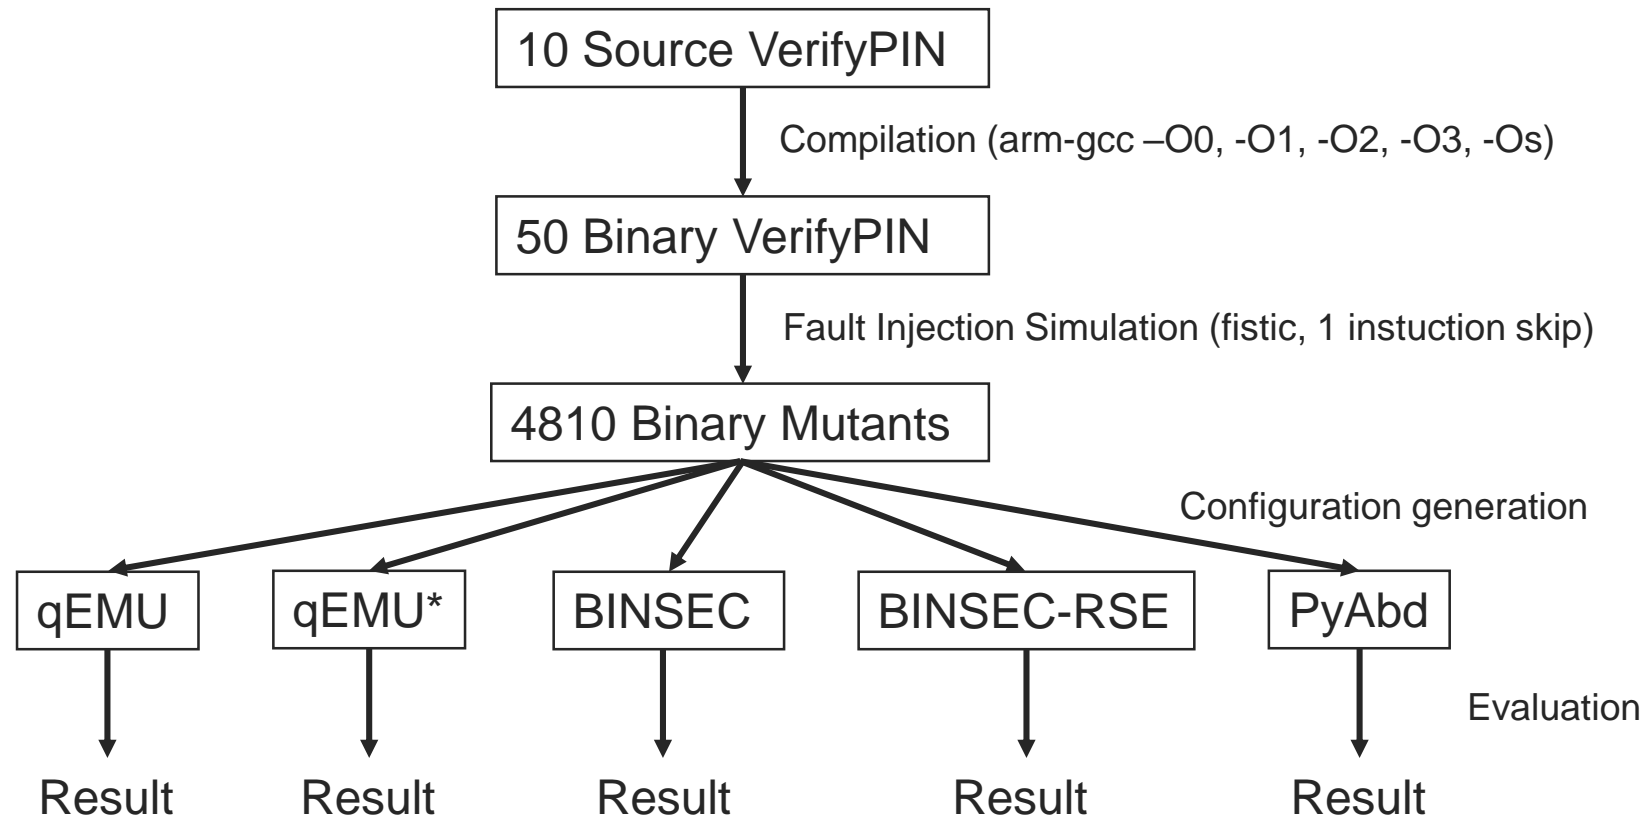 10 Source VerifyPIN
Compilation (arm-gcc –O0, -O1, -O2, -O3, -Os)
50 Binary VerifyPIN
Fault Injection Simulation (fistic, 1 instuction skip)
4810 Binary Mutants
Configuration generation
qEMU
qEMU*
BINSEC
BINSEC-RSE
PyAbd
Evaluation
Result
Result
Result
Result
Result